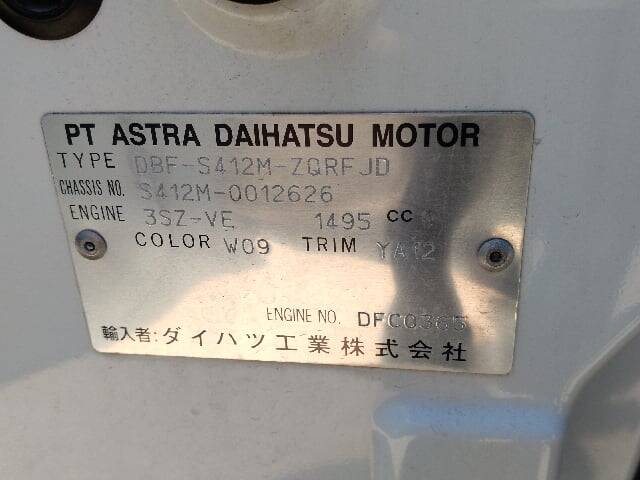 PT ASTRA DAIHATSU MOTOR
TYPE DBF-S412M-ZQRFJD
CHASSIS NO. S412M-0012626
ENGINE 3SZ-VE 1495 CC
COLOR W09 TRIM YA12
ENGINE NO. DFC0365
輸入者:ダイハツ工業株式会社